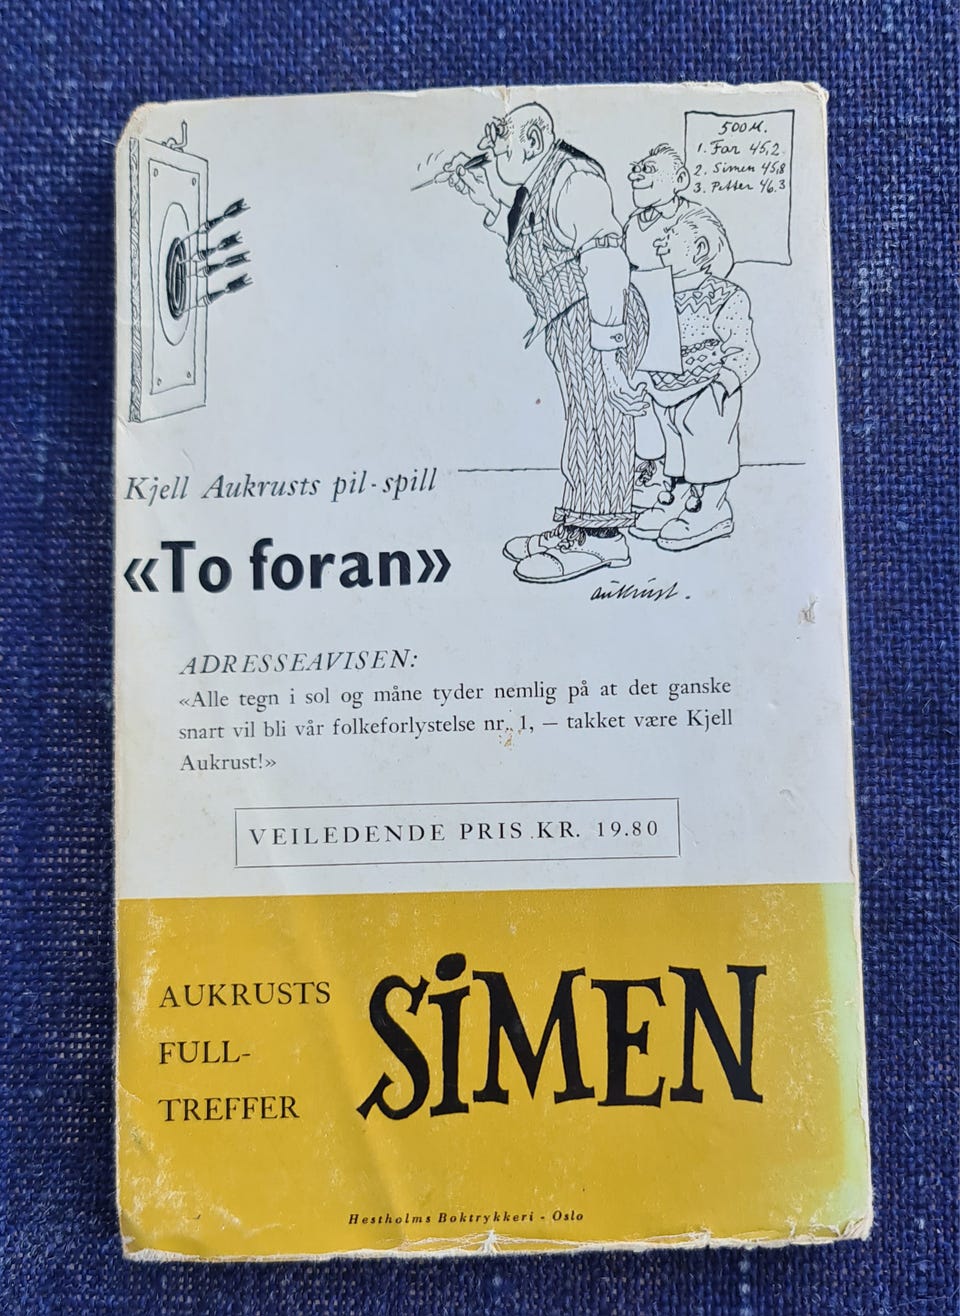 500 M.
1. Far 45,2
2. Simen 45,8
3. Petter 46.3
Kjell Aukrusts pil-spill
«To foran»
aukrust.
ADRESSEAVISEN:
«Alle tegn i sol og måne tyder nemlig på at det ganske
snart vil bli vår folkeforlystelse nr. 1, — takket være Kjell
Aukrust!»
VEILEDENDE PRIS KR. 19.80
AUKRUSTS
FULL-
TREFFER
SiMEN
Hestholms Boktrykkeri - Oslo